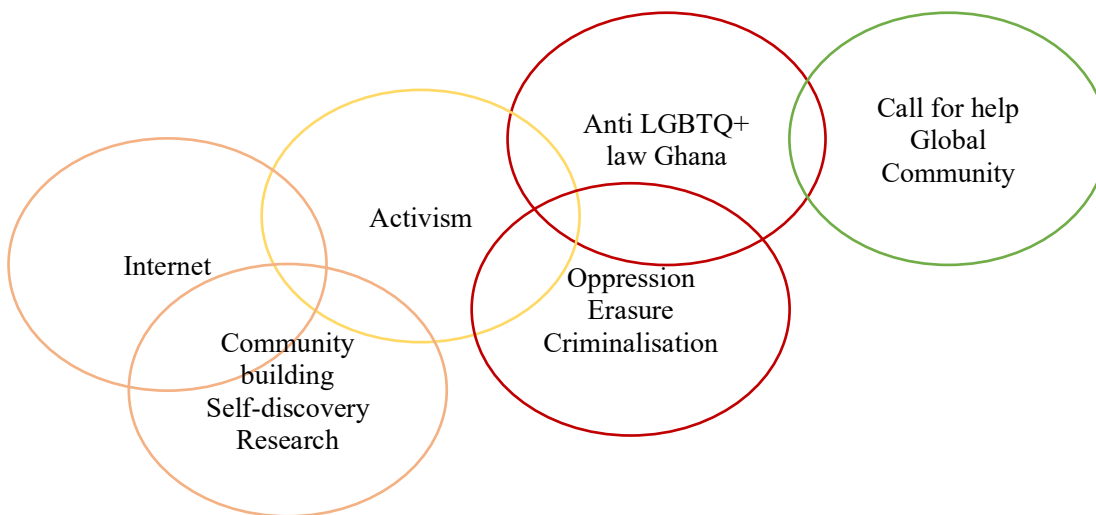 Internet
Community
building
Self-discovery
Research
Activism
Anti LGBTQ+
law Ghana
Oppression
Erasure
Criminalisation
Call for help
Global
Community